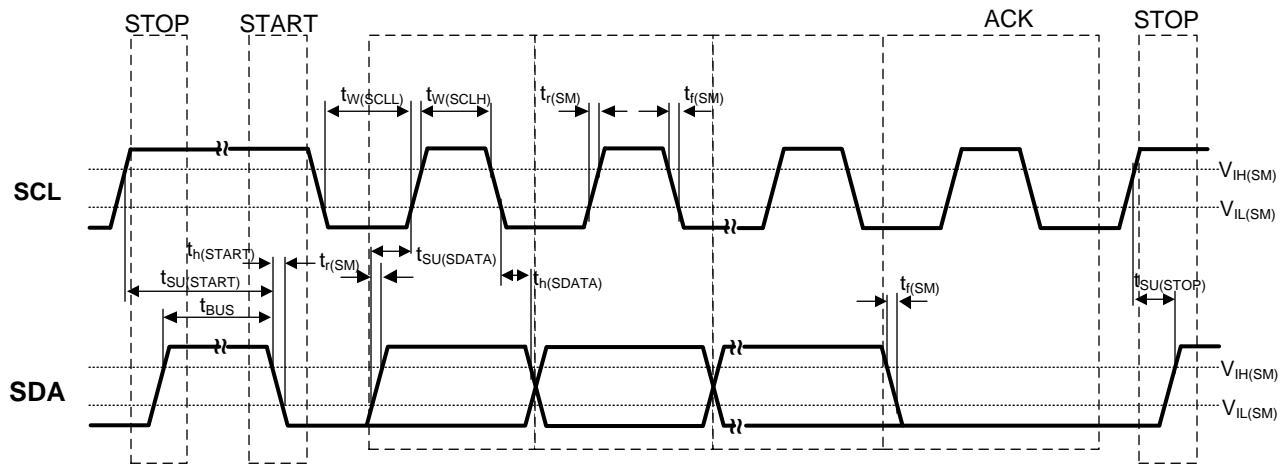 STOP START ACK STOP
tW(SCLL) tW(SCLH) tr(SM) tf(SM)
SCL
VIH(SM)
VIL(SM)
th(START) tr(SM) tSU(SDATA)
tSU(START) th(SDATA) tf(SM) tSU(STOP)
tBUS
SDA
VIH(SM)
VIL(SM)